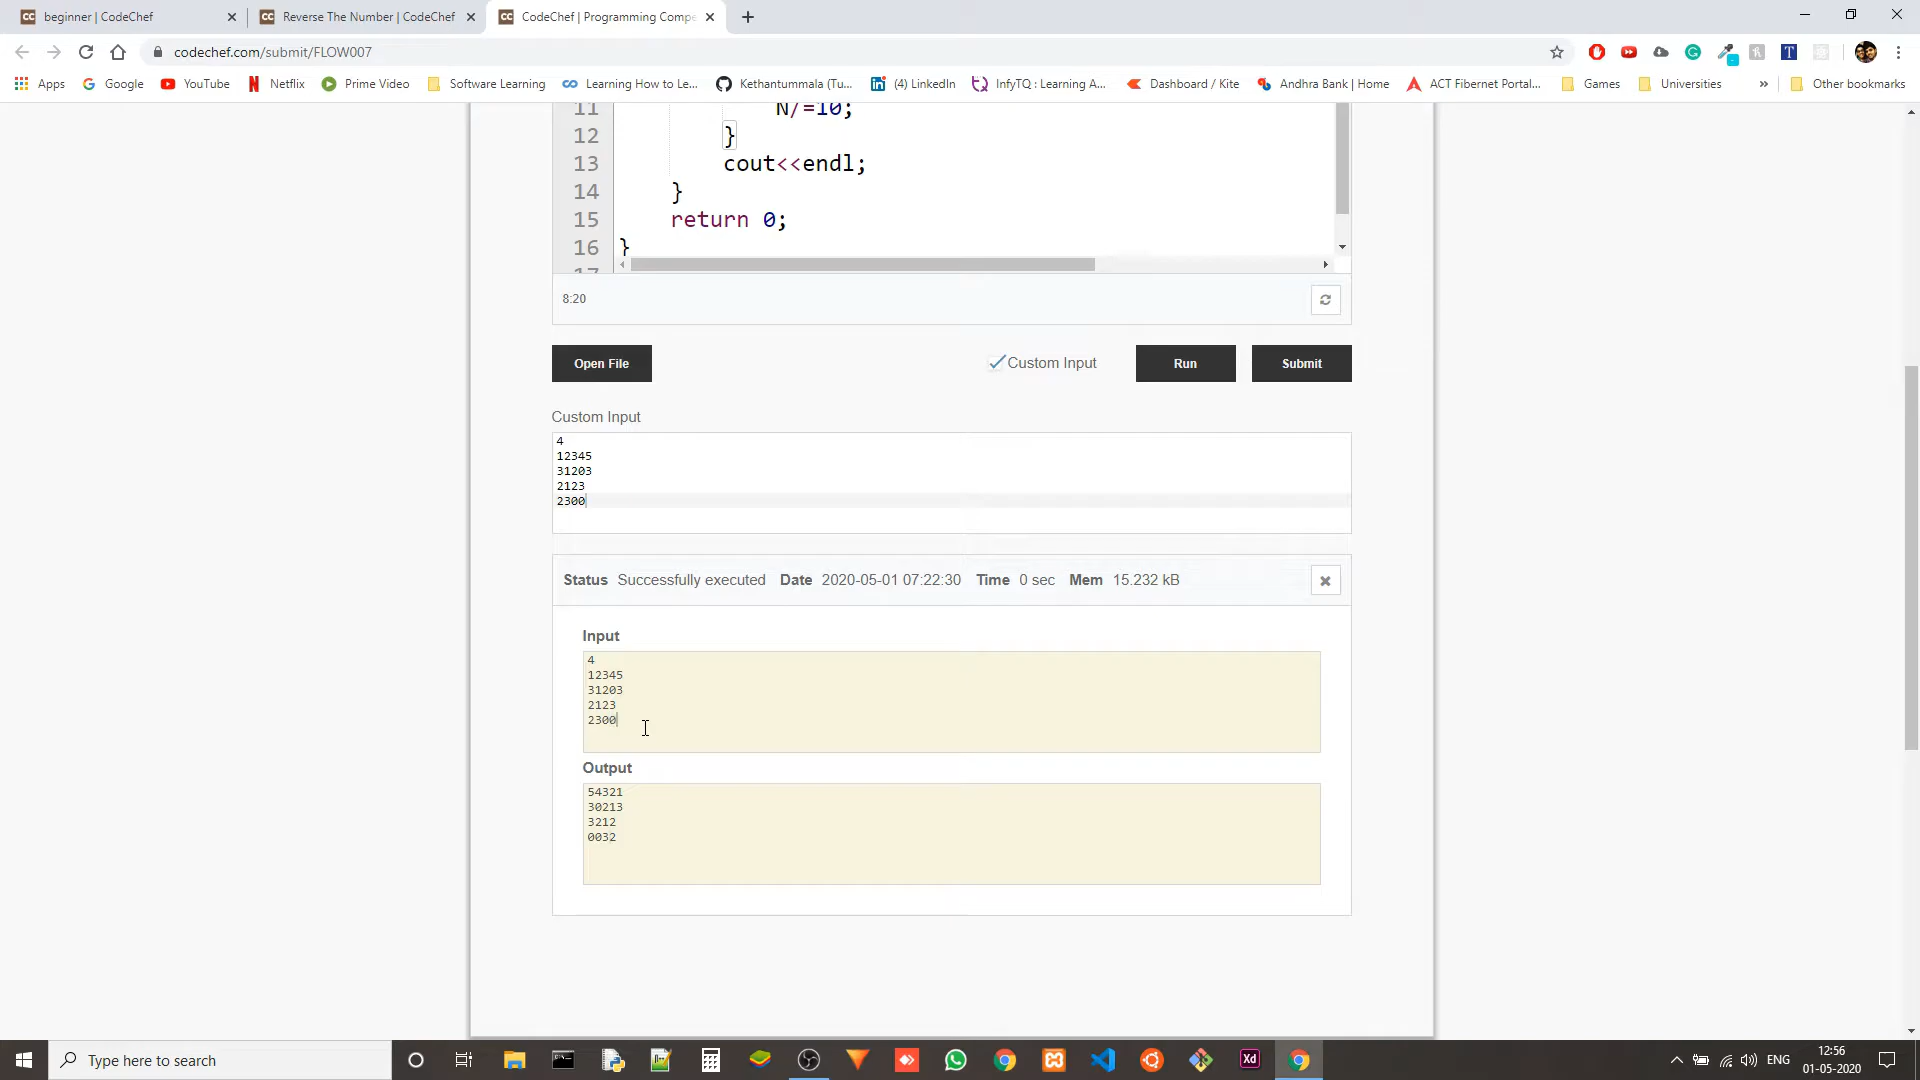 beginner | CodeChef
Reverse The Number | CodeChef
CodeChef | Programming Compe
codechef.com/submit/FLOW007
Apps
Google
YouTube
Netflix
Prime Video
Software Learning
Learning How to Le...
Kethantummala (Tu...
(4) LinkedIn
InfyTQ : Learning A...
Dashboard / Kite
Andhra Bank | Home
ACT Fibernet Portal...
Games
Universities
»
Other bookmarks
11 N/=10;
12 }
13 cout<<endl;
14 }
15 return 0;
16 }
17
8:20
Open File
Custom Input
Run
Submit
Custom Input
4
12345
31203
2123
2300
Status Successfully executed Date 2020-05-01 07:22:30 Time 0 sec Mem 15.232 kB
Input
4
12345
31203
2123
2300
Output
54321
30213
3212
0032
Type here to search
Xd
ENG
12:56
01-05-2020